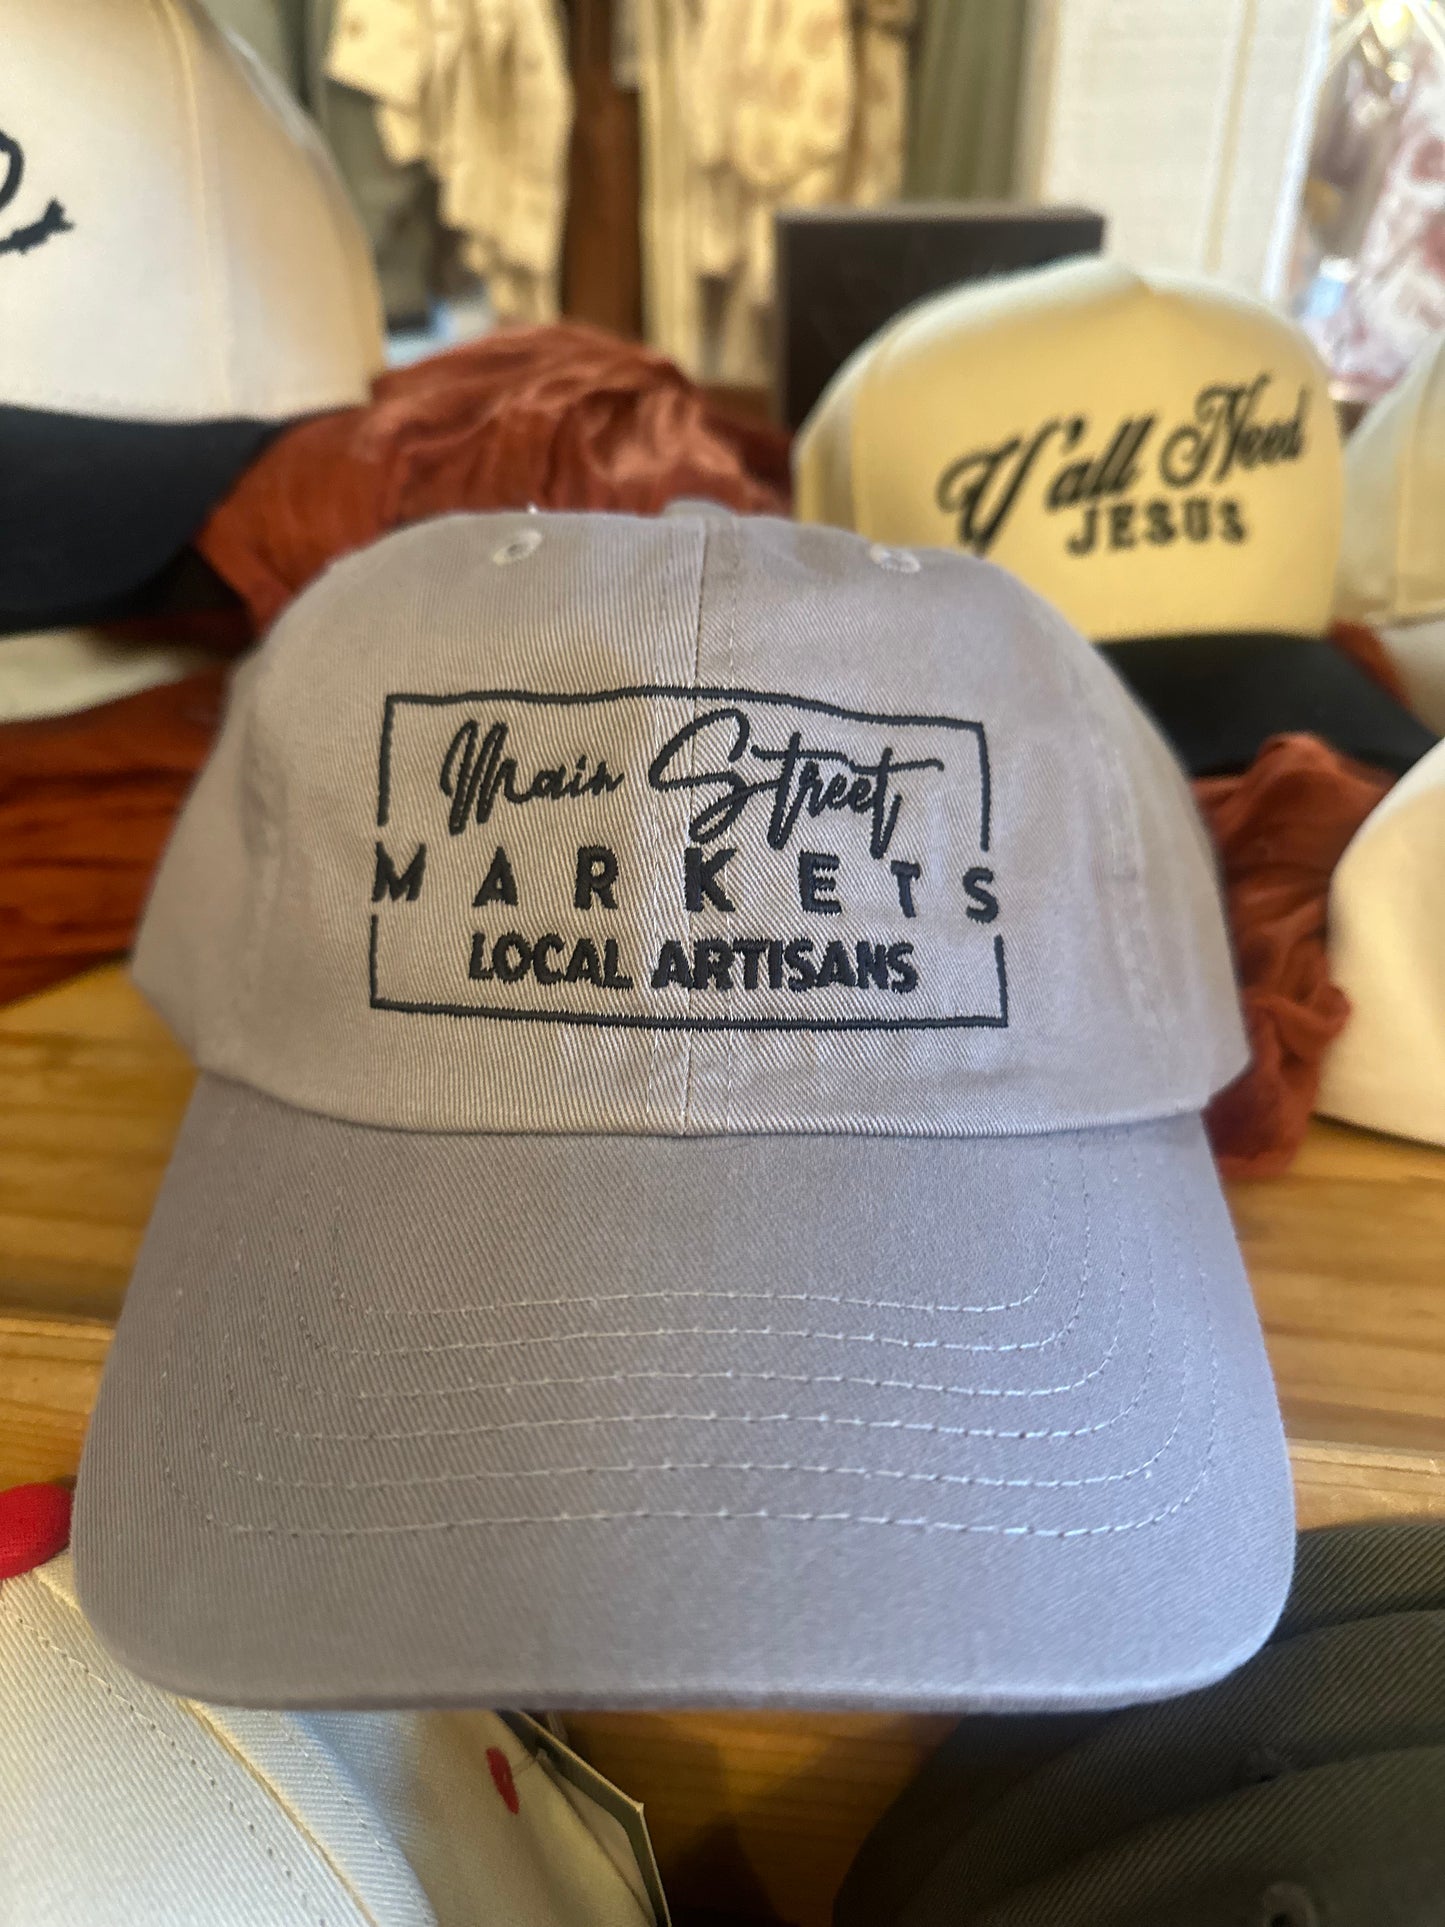 Main Street
MARKETS
LOCAL ARTISANS
Y'all Need
JESUS